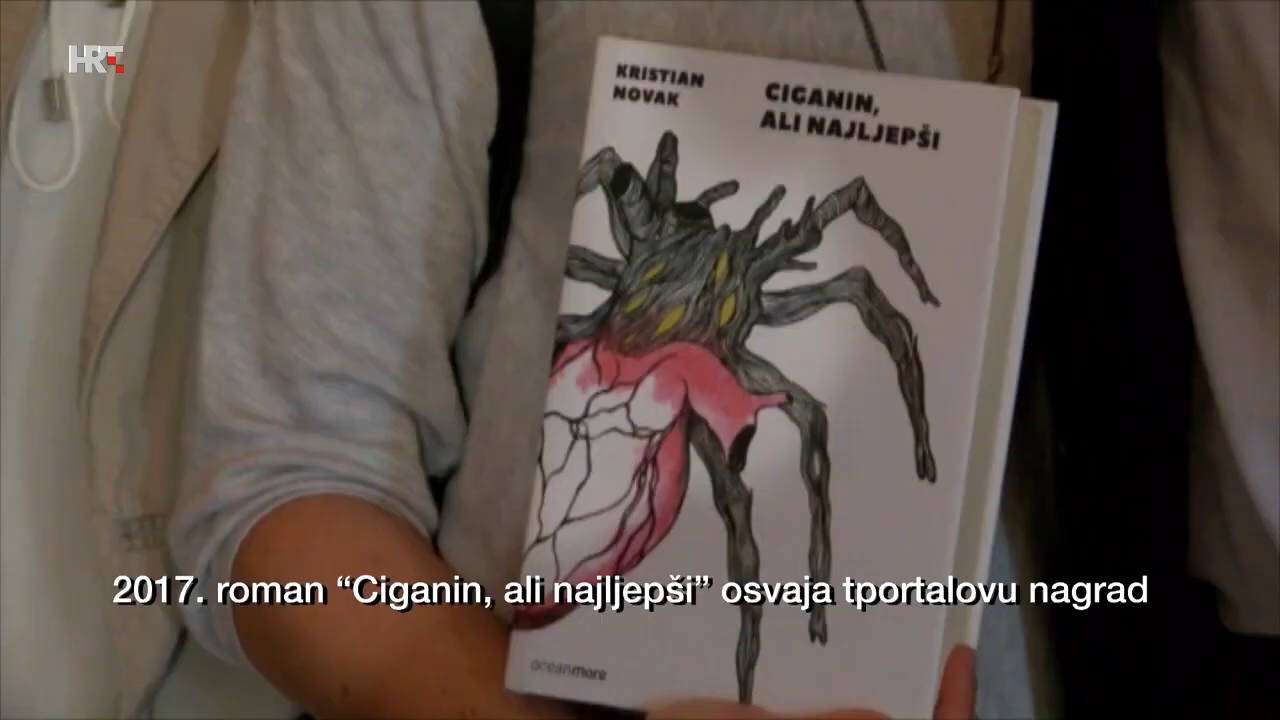 HRT
KRISTIAN
NOVAK
CIGANIN,
ALI NAJLJEPŠI
2017. roman “Ciganin, ali najljepši” osvaja tportalovu nagrad
oceanmore